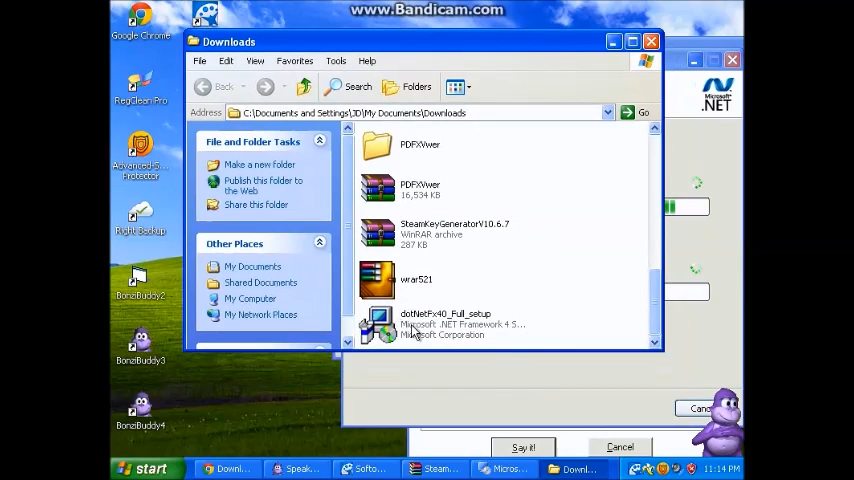 www.Bandicam.com
Google Chrome
RegClean Pro
Advanced-S...
Protector
Right Backup
BonziBuddy2
BonziBuddy3
BonziBuddy4
Downloads
File Edit View Favorites Tools Help
Back Search Folders
Address C:\Documents and Settings\JD\My Documents\Downloads Go
File and Folder Tasks
Make a new folder
Publish this folder to
the Web
Share this folder
Other Places
My Documents
Shared Documents
My Computer
My Network Places
PDFXVwer
PDFXVwer
16,534 KB
SteamKeyGeneratorV10.6.7
WinRAR archive
287 KB
wrar521
dotNetFx40_Full_setup
Microsoft .NET Framework 4 S...
Microsoft Corporation
Microsoft
.NET
Canc
Say it!
Cancel
start
Downl...
Speak...
Softo...
Steam...
Micros...
Downl...
11:14 PM